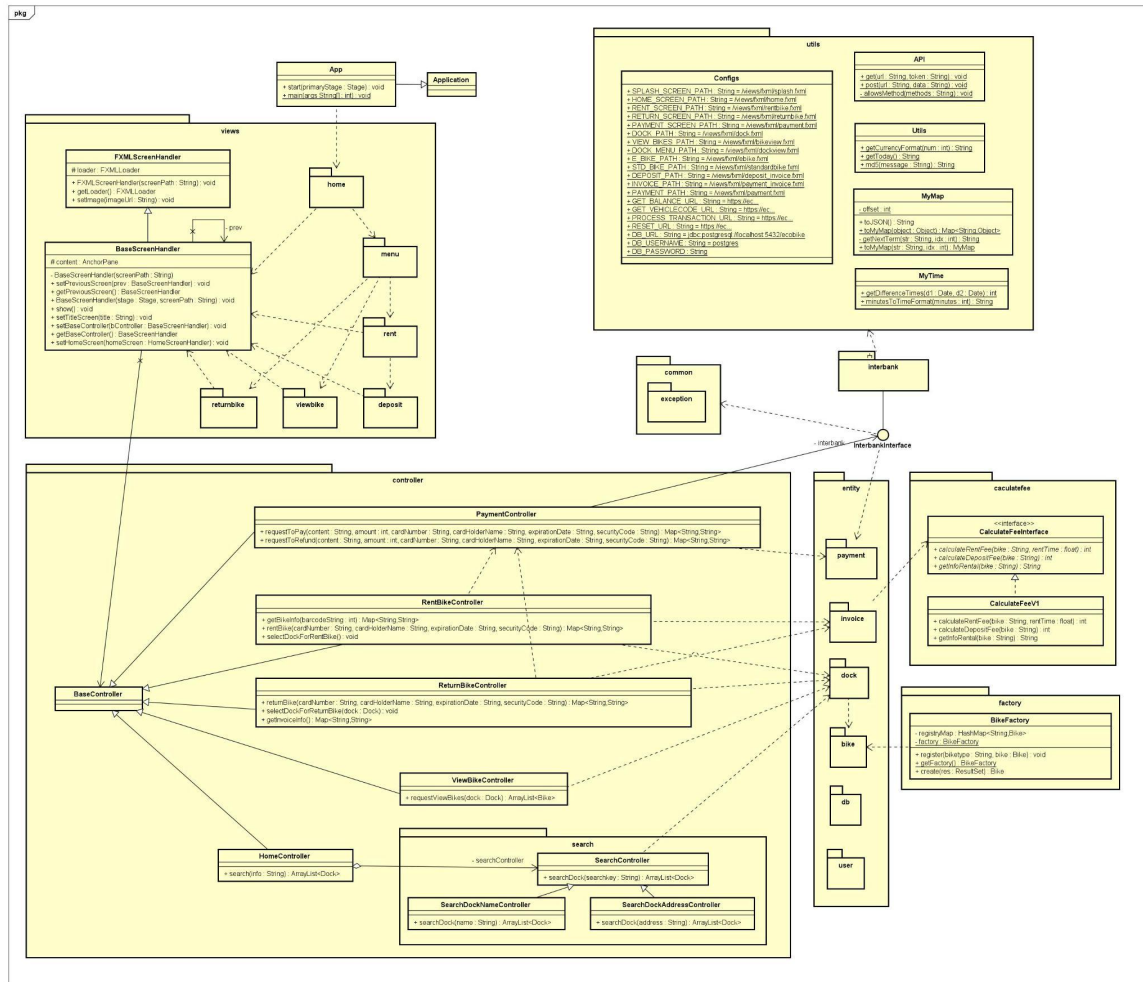 pkg
App
+ start(primaryStage : Stage) : void
+ main(args String[] : int) : void
Application
views
FXMLScreenHandler
# loader : FXMLLoader
+ FXMLScreenHandler(screenPath : String) : void
+ getLoader() : FXMLLoader
+ setImage(imageUrl : String) : void
- prev
BaseScreenHandler
# content : AnchorPane
- BaseScreenHandler(screenPath : String)
+ setPreviousScreen(prev : BaseScreenHandler) : void
+ getPreviousScreen() : BaseScreenHandler
+ BaseScreenHandler(stage : Stage, screenPath : String) : void
+ show() : void
+ setTitleScreen(title : String) : void
+ setBaseController(bController : BaseScreenHandler) : void
+ getBaseController() : BaseScreenHandler
+ setHomeScreen(homeScreen : HomeScreenHandler) : void
home
menu
rent
returnbike
viewbike
deposit
utils
Configs
+ SPLASH_SCREEN_PATH : String = /views/fxml/splash.fxml
+ HOME_SCREEN_PATH : String = /views/fxml/home.fxml
+ RENT_SCREEN_PATH : String = /views/fxml/rentbike.fxml
+ RETURN_SCREEN_PATH : String = /views/fxml/returnbike.fxml
+ PAYMENT_SCREEN_PATH : String = /views/fxml/payment.fxml
+ DOCK_PATH : String = /views/fxml/dock.fxml
+ VIEW_BIKES_PATH : String = /views/fxml/bikeview.fxml
+ DOCK_MENU_PATH : String = /views/fxml/dockview.fxml
+ E_BIKE_PATH : String = /views/fxml/ebike.fxml
+ STD_BIKE_PATH : String = /views/fxml/standardbike.fxml
+ DEPOSIT_PATH : String = /views/fxml/deposit_invoice.fxml
+ INVOICE_PATH : String = /views/fxml/payment_invoice.fxml
+ PAYMENT_PATH : String = /views/fxml/payment.fxml
+ GET_BALANCE_URL : String = https://ec...
+ GET_VEHICLECODE_URL : String = https://ec...
+ PROCESS_TRANSACTION_URL : String = https://ec...
+ RESET_URL : String = https://ec...
+ DB_URL : String = jdbc:postgresql://localhost:5432/ecobike
+ DB_USERNAME : String = postgres
+ DB_PASSWORD : String
API
+ get(url : String, token : String) : void
+ post(url : String, data : String) : void
- allowsMethod(methods : String) : void
Utils
+ getCurrencyFormat(num : int) : String
+ getToday() : String
+ md5(message : String) : String
MyMap
- offset : int
+ toJSON() : String
+ toMyMap(object : Object) : Map<String,Object>
- getNextTerm(str : String, idx : int) : String
+ toMyMap(str : String, idx : int) : MyMap
MyTime
+ getDifferenceTimes(d1 : Date, d2 : Date) : int
+ minutesToTimeFormat(minutes : int) : String
common
exception
interbank
InterbankInterface
- interbank
controller
PaymentController
+ requestToPay(content : String, amount : int, cardNumber : String, cardHolderName : String, expirationDate : String, securityCode : String) : Map<String,String>
+ requestToRefund(content : String, amount : int, cardNumber : String, cardHolderName : String, expirationDate : String, securityCode : String) : Map<String,String>
RentBikeController
+ getBikeInfo(barcodeString : int) : Map<String,String>
+ rentBike(cardNumber : String, cardHolderName : String, expirationDate : String, securityCode : String) : Map<String,String>
+ selectDockForRentBike() : void
ReturnBikeController
+ returnBike(cardNumber : String, cardHolderName : String, expirationDate : String, securityCode : String) : Map<String,String>
+ selectDockForReturnBike(dock : Dock) : void
+ getInvoiceInfo() : Map<String,String>
BaseController
ViewBikeController
+ requestViewBikes(dock : Dock) : ArrayList<Bike>
HomeController
+ search(info : String) : ArrayList<Dock>
- searchController
search
SearchController
+ searchDock(searchkey : String) : ArrayList<Dock>
SearchDockNameController
+ searchDock(name : String) : ArrayList<Dock>
SearchDockAddressController
+ searchDock(address : String) : ArrayList<Dock>
entity
payment
invoice
dock
bike
db
user
caculatefee
<<interface>>
CalculateFeeInterface
+ calculateRentFee(bike : String, rentTime : float) : int
+ calculateDepositFee(bike : String) : int
+ getInfoRental(bike : String) : String
CalculateFeeV1
+ calculateRentFee(bike : String, rentTime : float) : int
+ calculateDepositFee(bike : String) : int
+ getInfoRental(bike : String) : String
factory
BikeFactory
- registryMap : HashMap<String,Bike>
- factory : BikeFactory
+ register(biketype : String, bike : Bike) : void
+ getFactory() : BikeFactory
+ create(res : ResultSet) : Bike